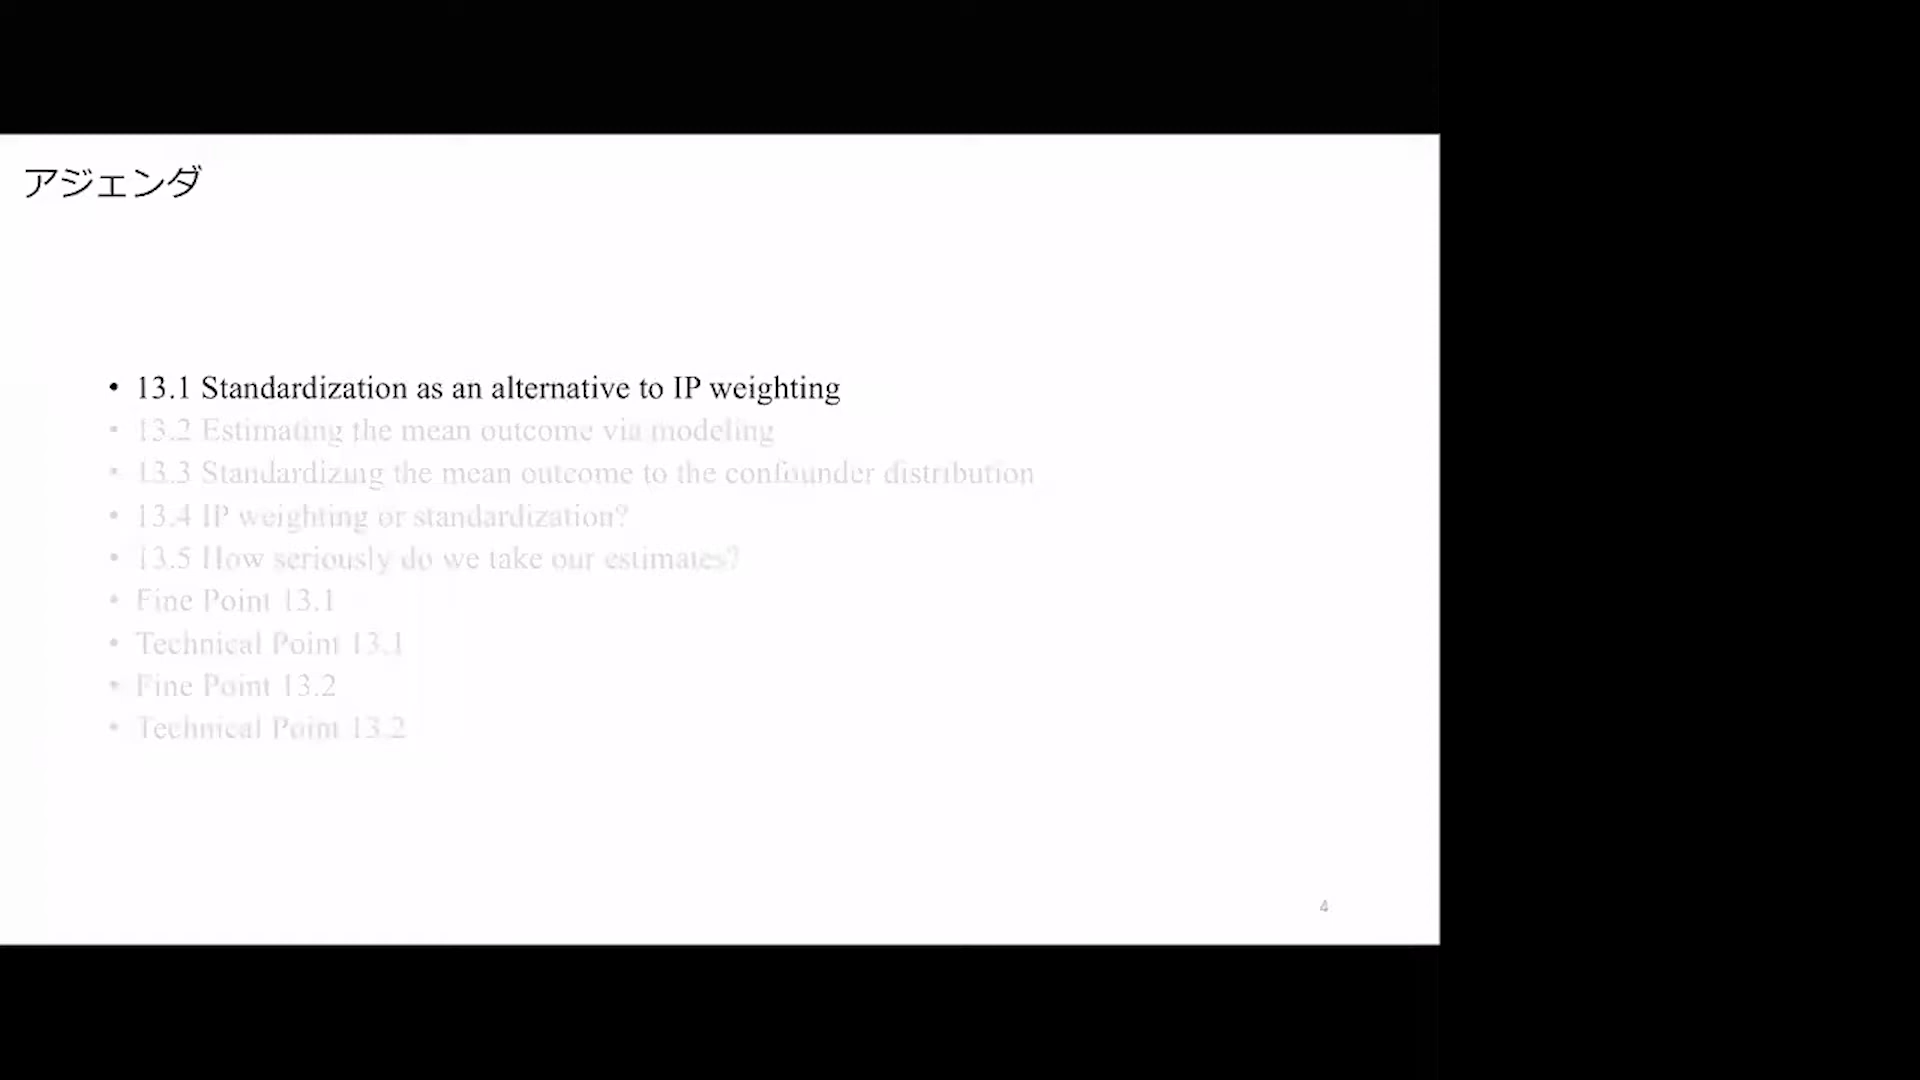 アジェンダ
• 13.1 Standardization as an alternative to IP weighting
• 13.2 Estimating the mean outcome via modeling
• 13.3 Standardizing the mean outcome to the confounder distribution
• 13.4 IP weighting or standardization?
• 13.5 How seriously do we take our estimates?
• Fine Point 13.1
• Technical Point 13.1
• Fine Point 13.2
• Technical Point 13.2
4